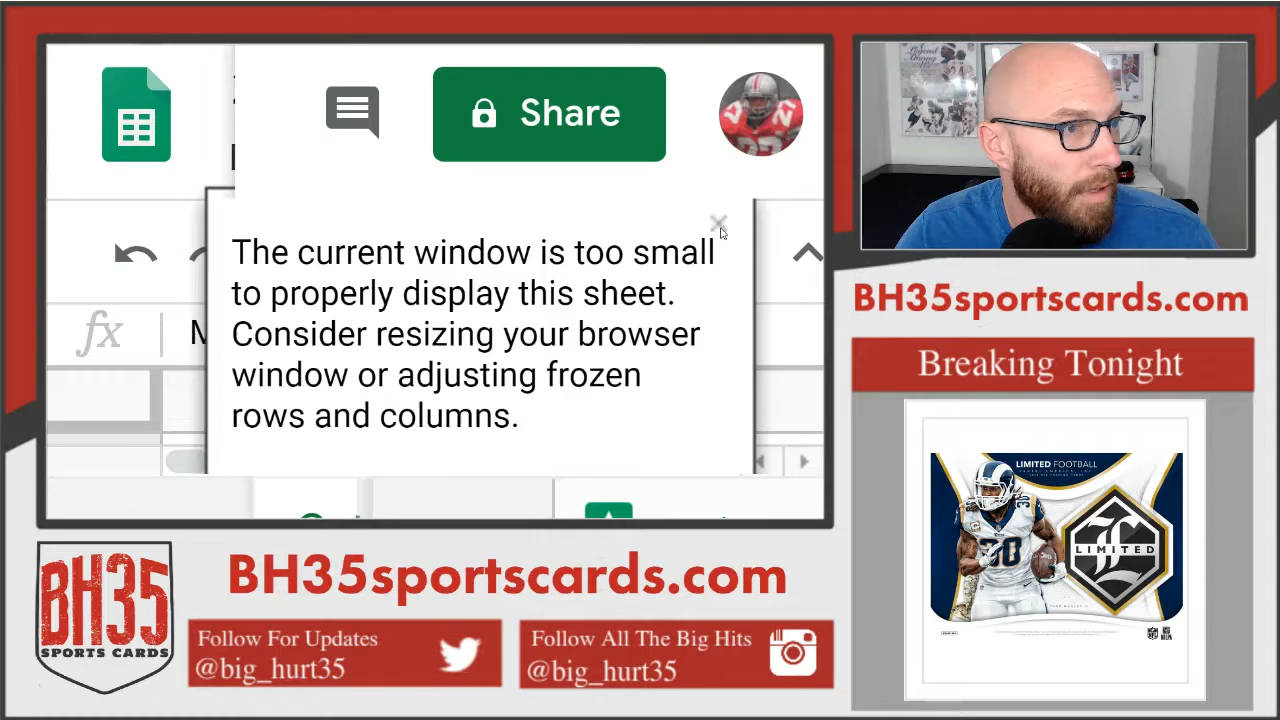 Share
The current window is too small
to properly display this sheet.
Consider resizing your browser
window or adjusting frozen
rows and columns.
fx
BH35sportscards.com
Breaking Tonight
LIMITED FOOTBALL
30
LIMITED
BH35
SPORTS CARDS
BH35sportscards.com
Follow For Updates
@big_hurt35
Follow All The Big Hits
@big_hurt35